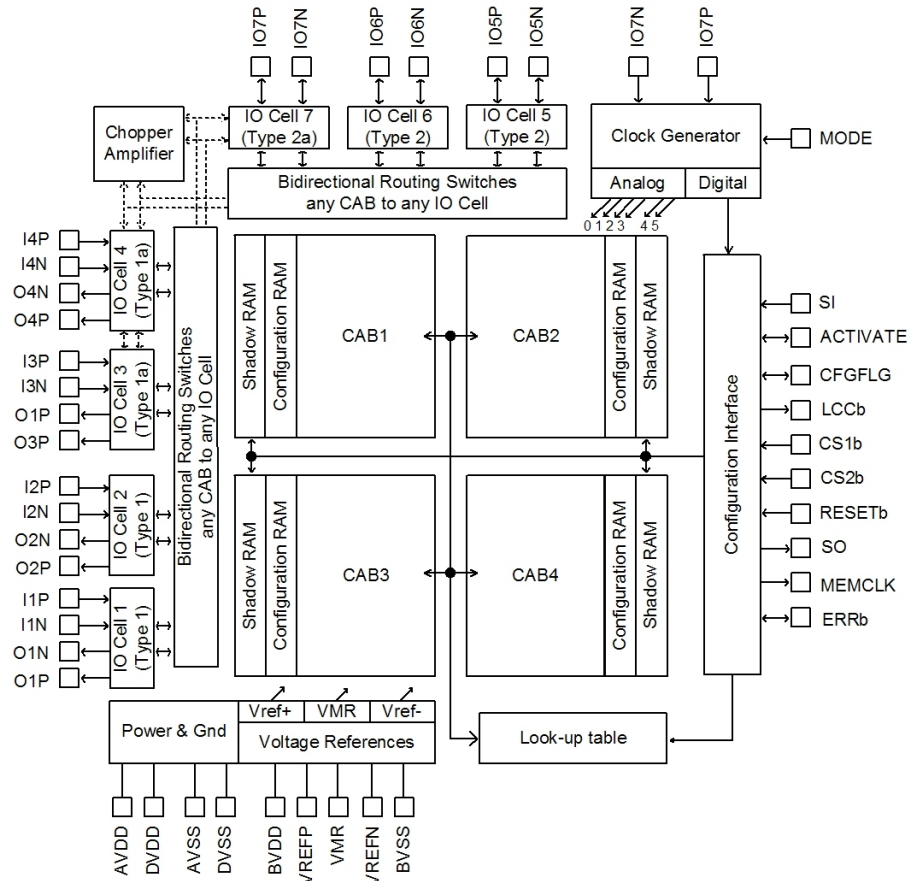 IO7P
IO7N
IO6P
IO6N
IO5P
IO5N
IO7N
IO7P
Chopper
Amplifier
IO Cell 7
(Type 2a)
IO Cell 6
(Type 2)
IO Cell 5
(Type 2)
Clock Generator
MODE
Analog
Digital
Bidirectional Routing Switches
any CAB to any IO Cell
0 1 2 3 4 5
I4P
I4N
O4N
O4P
IO Cell 4
(Type 1a)
I3P
I3N
O1P
O3P
IO Cell 3
(Type 1a)
I2P
I2N
O2N
O2P
IO Cell 2
(Type 1)
I1P
I1N
O1N
O1P
IO Cell 1
(Type 1)
Bidirectional Routing Switches
any CAB to any IO Cell
Shadow RAM
Configuration RAM
CAB1
CAB2
Configuration RAM
Shadow RAM
Shadow RAM
Configuration RAM
CAB3
CAB4
Configuration RAM
Shadow RAM
Configuration Interface
SI
ACTIVATE
CFGFLG
LCCb
CS1b
CS2b
RESETb
SO
MEMCLK
ERRb
Power & Gnd
Vref+
VMR
Vref-
Voltage References
Look-up table
AVDD
DVDD
AVSS
DVSS
BVDD
VREFP
VMR
VREFN
BVSS